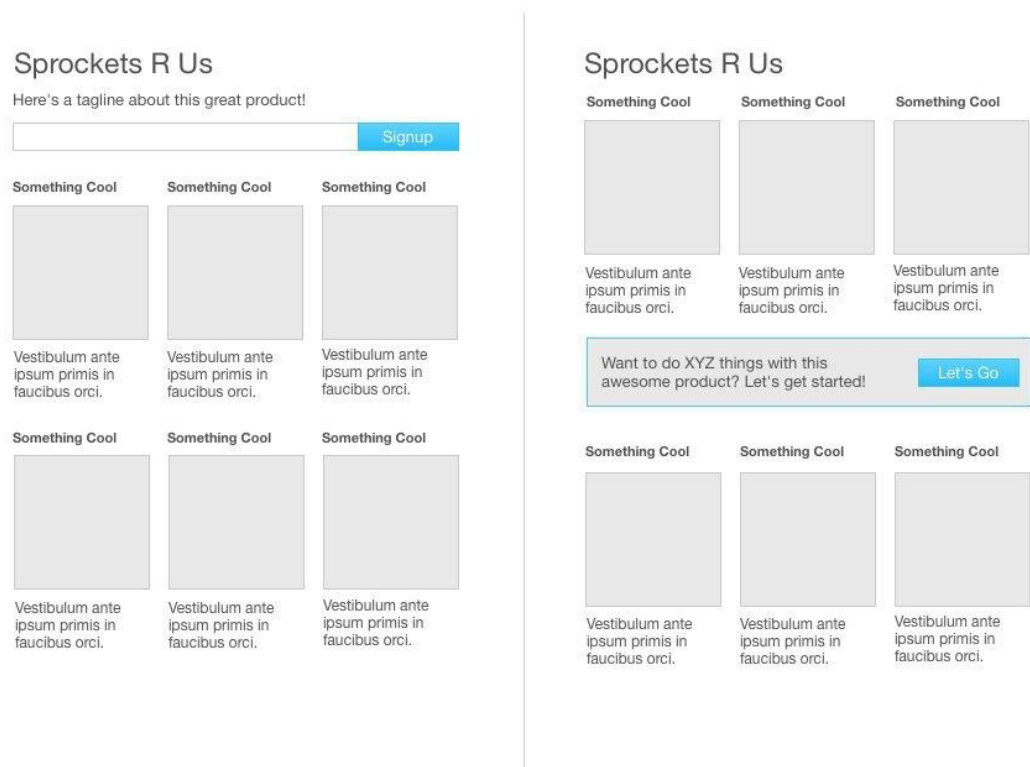 Sprockets R Us
Here's a tagline about this great product!
Signup
Something Cool
Something Cool
Something Cool
Vestibulum ante
ipsum primis in
faucibus orci.
Vestibulum ante
ipsum primis in
faucibus orci.
Vestibulum ante
ipsum primis in
faucibus orci.
Something Cool
Something Cool
Something Cool
Vestibulum ante
ipsum primis in
faucibus orci.
Vestibulum ante
ipsum primis in
faucibus orci.
Vestibulum ante
ipsum primis in
faucibus orci.
Sprockets R Us
Something Cool
Something Cool
Something Cool
Vestibulum ante
ipsum primis in
faucibus orci.
Vestibulum ante
ipsum primis in
faucibus orci.
Vestibulum ante
ipsum primis in
faucibus orci.
Want to do XYZ things with this
awesome product? Let's get started!
Let's Go
Something Cool
Something Cool
Something Cool
Vestibulum ante
ipsum primis in
faucibus orci.
Vestibulum ante
ipsum primis in
faucibus orci.
Vestibulum ante
ipsum primis in
faucibus orci.